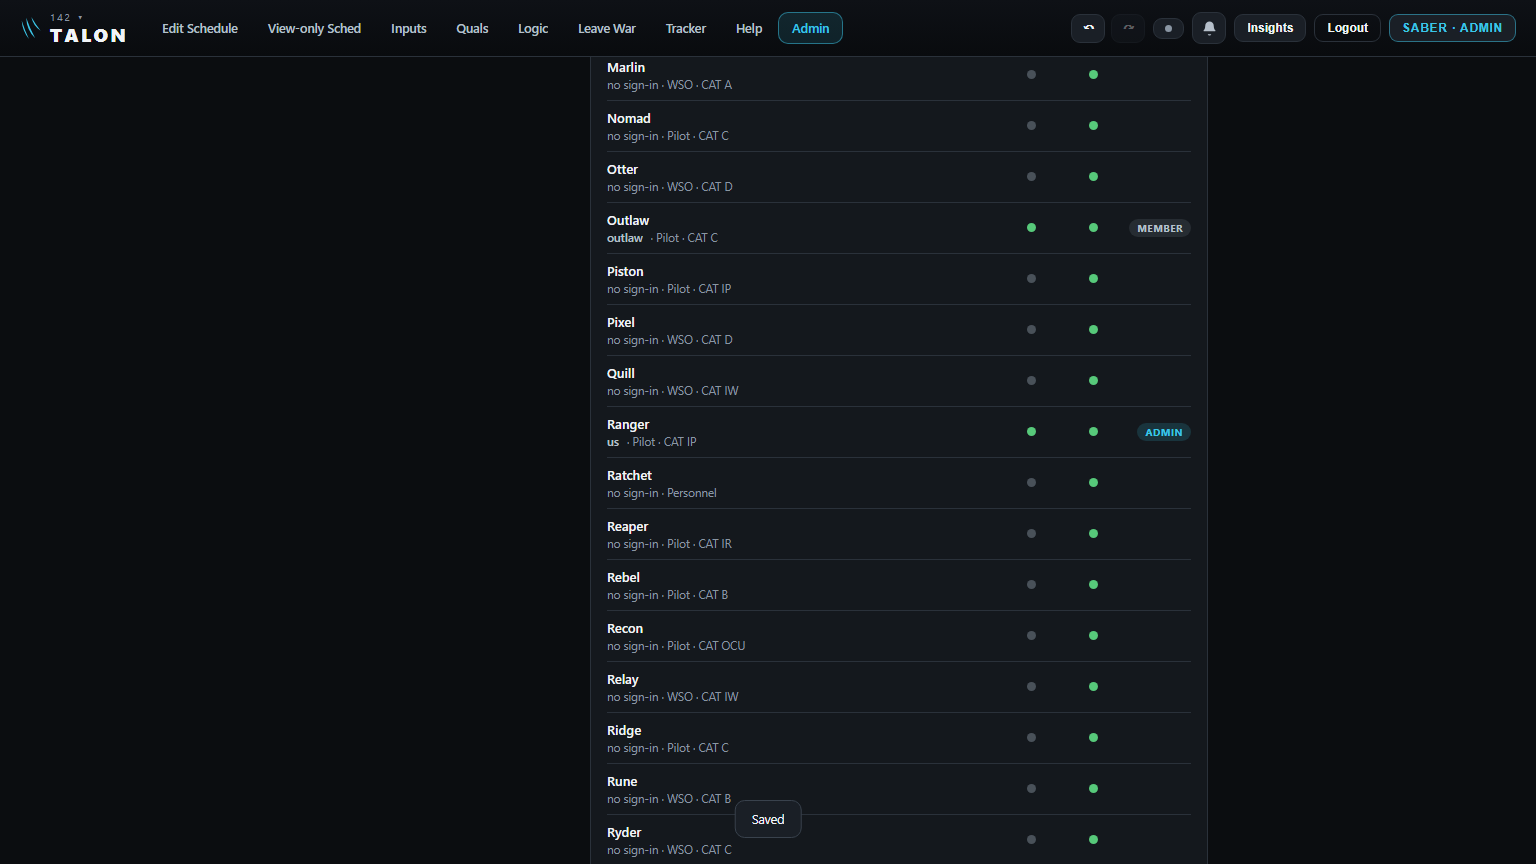 142 ▾
TALON
Edit Schedule
View-only Sched
Inputs
Quals
Logic
Leave War
Tracker
Help
Admin
Insights
Logout
SABER · ADMIN
Marlin
no sign-in · WSO · CAT A
Nomad
no sign-in · Pilot · CAT C
Otter
no sign-in · WSO · CAT D
Outlaw
outlaw · Pilot · CAT C
MEMBER
Piston
no sign-in · Pilot · CAT IP
Pixel
no sign-in · WSO · CAT D
Quill
no sign-in · WSO · CAT IW
Ranger
us · Pilot · CAT IP
ADMIN
Ratchet
no sign-in · Personnel
Reaper
no sign-in · Pilot · CAT IR
Rebel
no sign-in · Pilot · CAT B
Recon
no sign-in · Pilot · CAT OCU
Relay
no sign-in · WSO · CAT IW
Ridge
no sign-in · Pilot · CAT C
Rune
no sign-in · WSO · CAT B
Saved
Ryder
no sign-in · WSO · CAT C